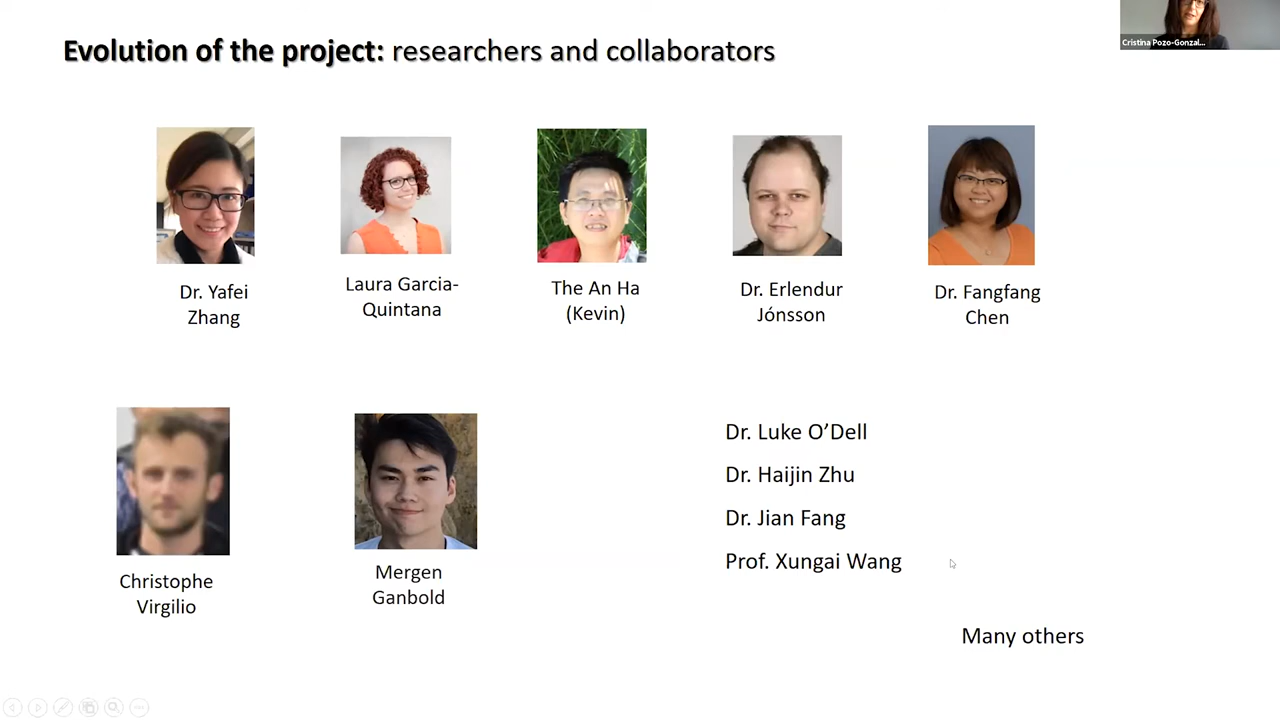 Evolution of the project: researchers and collaborators
Cristina Pozo-Gonzal...
Dr. Yafei
Zhang
Laura Garcia-
Quintana
The An Ha
(Kevin)
Dr. Erlendur
Jónsson
Dr. Fangfang
Chen
Christophe
Virgilio
Mergen
Ganbold
Dr. Luke O’Dell
Dr. Haijin Zhu
Dr. Jian Fang
Prof. Xungai Wang
Many others